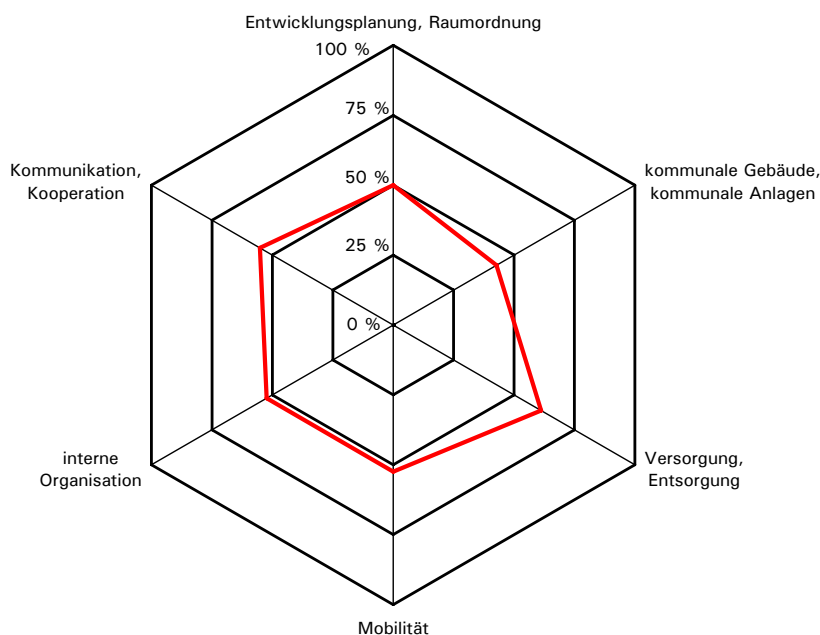 Entwicklungsplanung, Raumordnung
100 %
75 %
50 %
25 %
0 %
Kommunikation,
Kooperation
kommunale Gebäude,
kommunale Anlagen
interne
Organisation
Versorgung,
Entsorgung
Mobilität